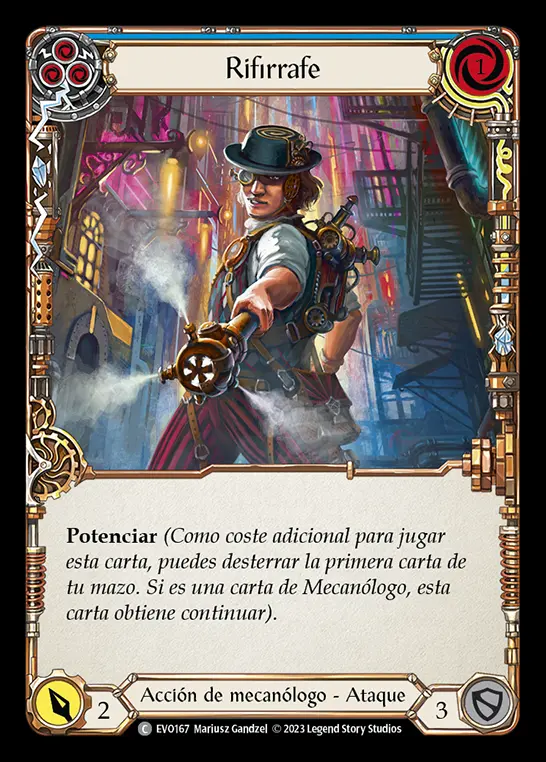 Rifirrafe
1
Potenciar (Como coste adicional para jugar
esta carta, puedes desterrar la primera carta de
tu mazo. Si es una carta de Mecanólogo, esta
carta obtiene continuar).
2
Acción de mecanólogo - Ataque
3
C EVO167 Mariusz Gandzel © 2023 Legend Story Studios